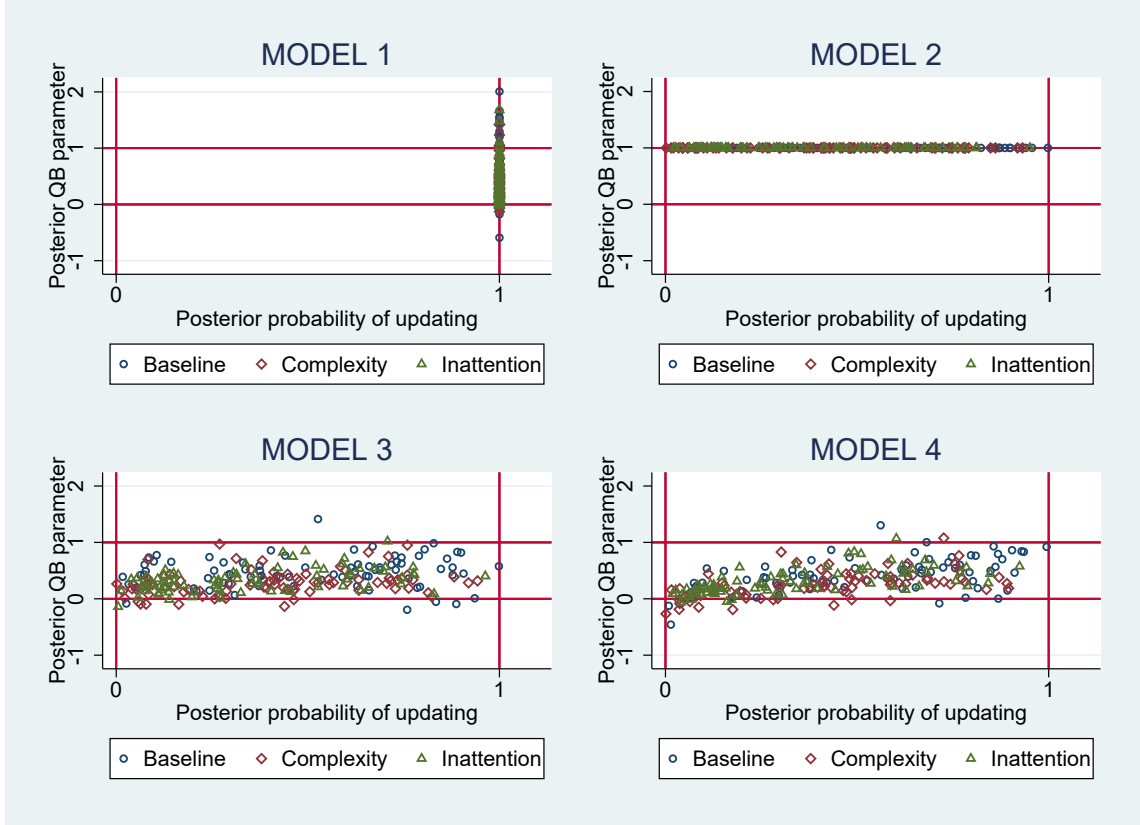 MODEL 1
Posterior QB parameter
2
1
0
-1
0 1
Posterior probability of updating
Baseline Complexity Inattention
MODEL 2
Posterior QB parameter
2
1
0
-1
0 1
Posterior probability of updating
Baseline Complexity Inattention
MODEL 3
Posterior QB parameter
2
1
0
-1
0 1
Posterior probability of updating
Baseline Complexity Inattention
MODEL 4
Posterior QB parameter
2
1
0
-1
0 1
Posterior probability of updating
Baseline Complexity Inattention